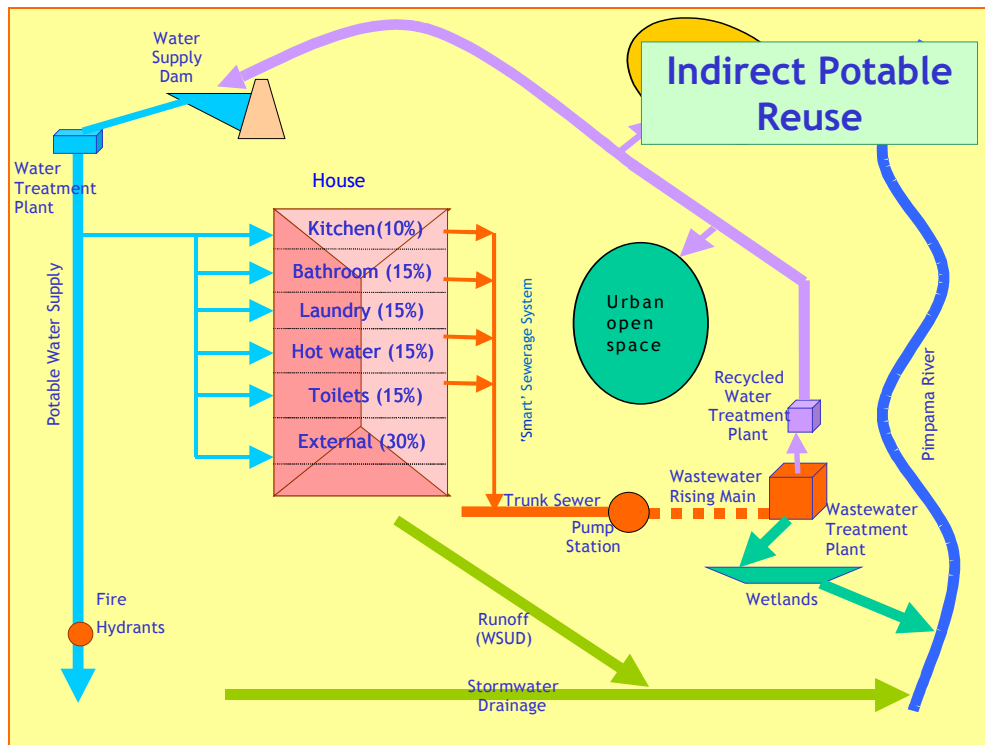 Indirect Potable
Reuse
Water
Supply
Dam
Water
Treatment
Plant
House
Kitchen(10%)
Bathroom (15%)
Laundry (15%)
Hot water (15%)
Toilets (15%)
External (30%)
Potable Water Supply
'Smart' Sewerage System
Urban
open
space
Recycled
Water
Treatment
Plant
Pimpama River
Wastewater
Rising Main
Trunk Sewer
Pump
Station
Wastewater
Treatment
Plant
Wetlands
Fire
Hydrants
Runoff
(WSUD)
Stormwater
Drainage